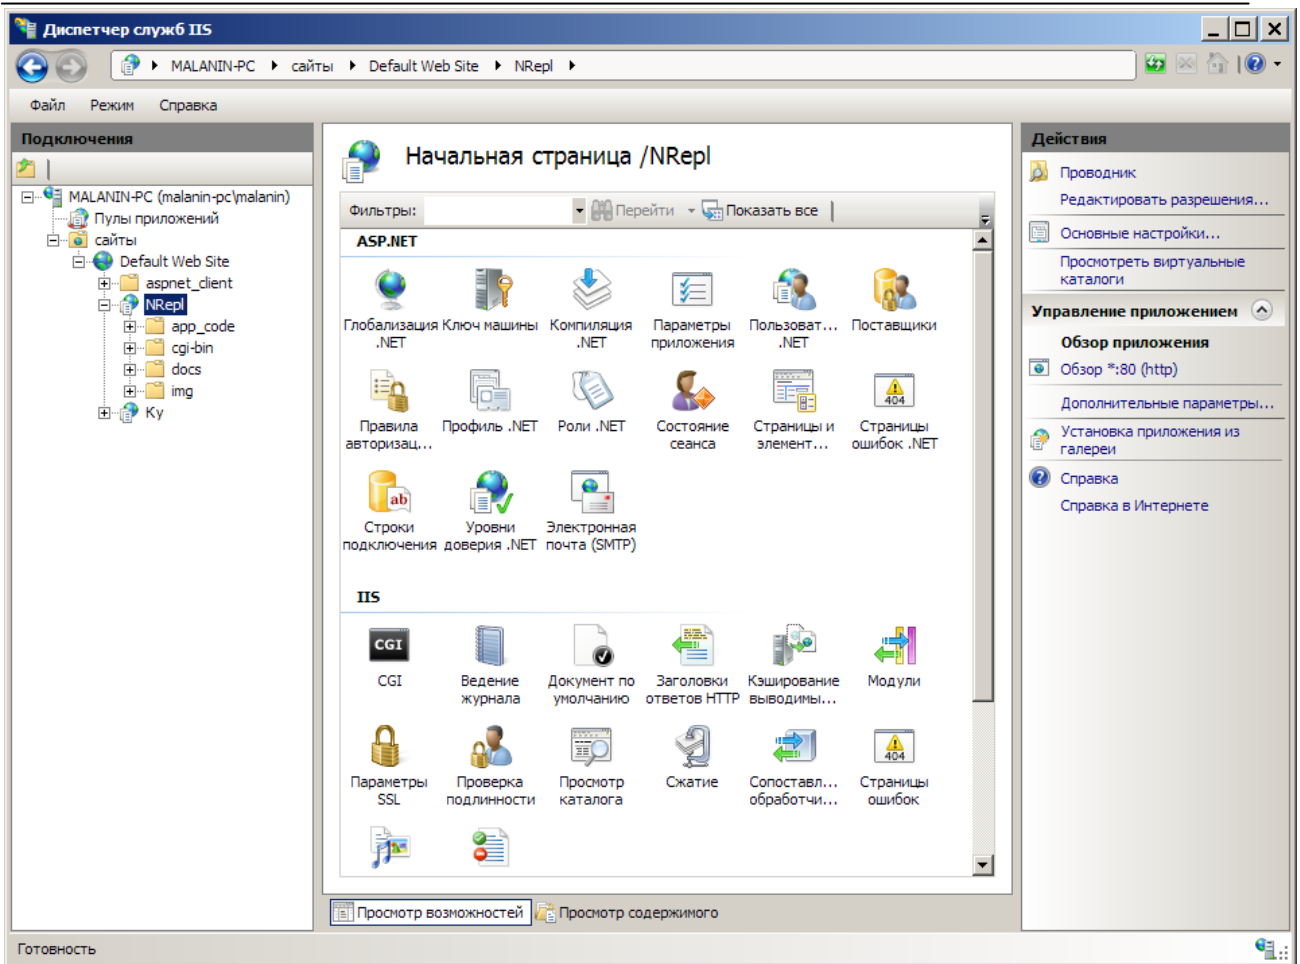 Диспетчер служб IIS
MALANIN-PC сайты Default Web Site NRepl
Файл Режим Справка
Подключения
MALANIN-PC (malanin-pc\malanin)
Пулы приложений
сайты
Default Web Site
aspnet_client
NRepl
app_code
cgi-bin
docs
img
Ку
Начальная страница /NRepl
Фильтры: Перейти Показать все
ASP.NET
Глобализация Ключ машины Компиляция Параметры Пользоват... Поставщики
.NET .NET приложения .NET
Правила Профиль .NET Роли .NET Состояние Страницы и Страницы
авторизац... сеанса элемент... ошибок .NET
Строки Уровни Электронная
подключения доверия .NET почта (SMTP)
IIS
CGI
404
ab
CGI Ведение Документ по Заголовки Кэширование Модули
журнала умолчанию ответов HTTP выводимы...
404
Параметры Проверка Просмотр Сжатие Сопоставл... Страницы
SSL подлинности каталога обработчи... ошибок
Просмотр возможностей Просмотр содержимого
Действия
Проводник
Редактировать разрешения...
Основные настройки...
Просмотреть виртуальные
каталоги
Управление приложением
Обзор приложения
Обзор *:80 (http)
Дополнительные параметры...
Установка приложения из
галереи
Справка
Справка в Интернете
Готовность